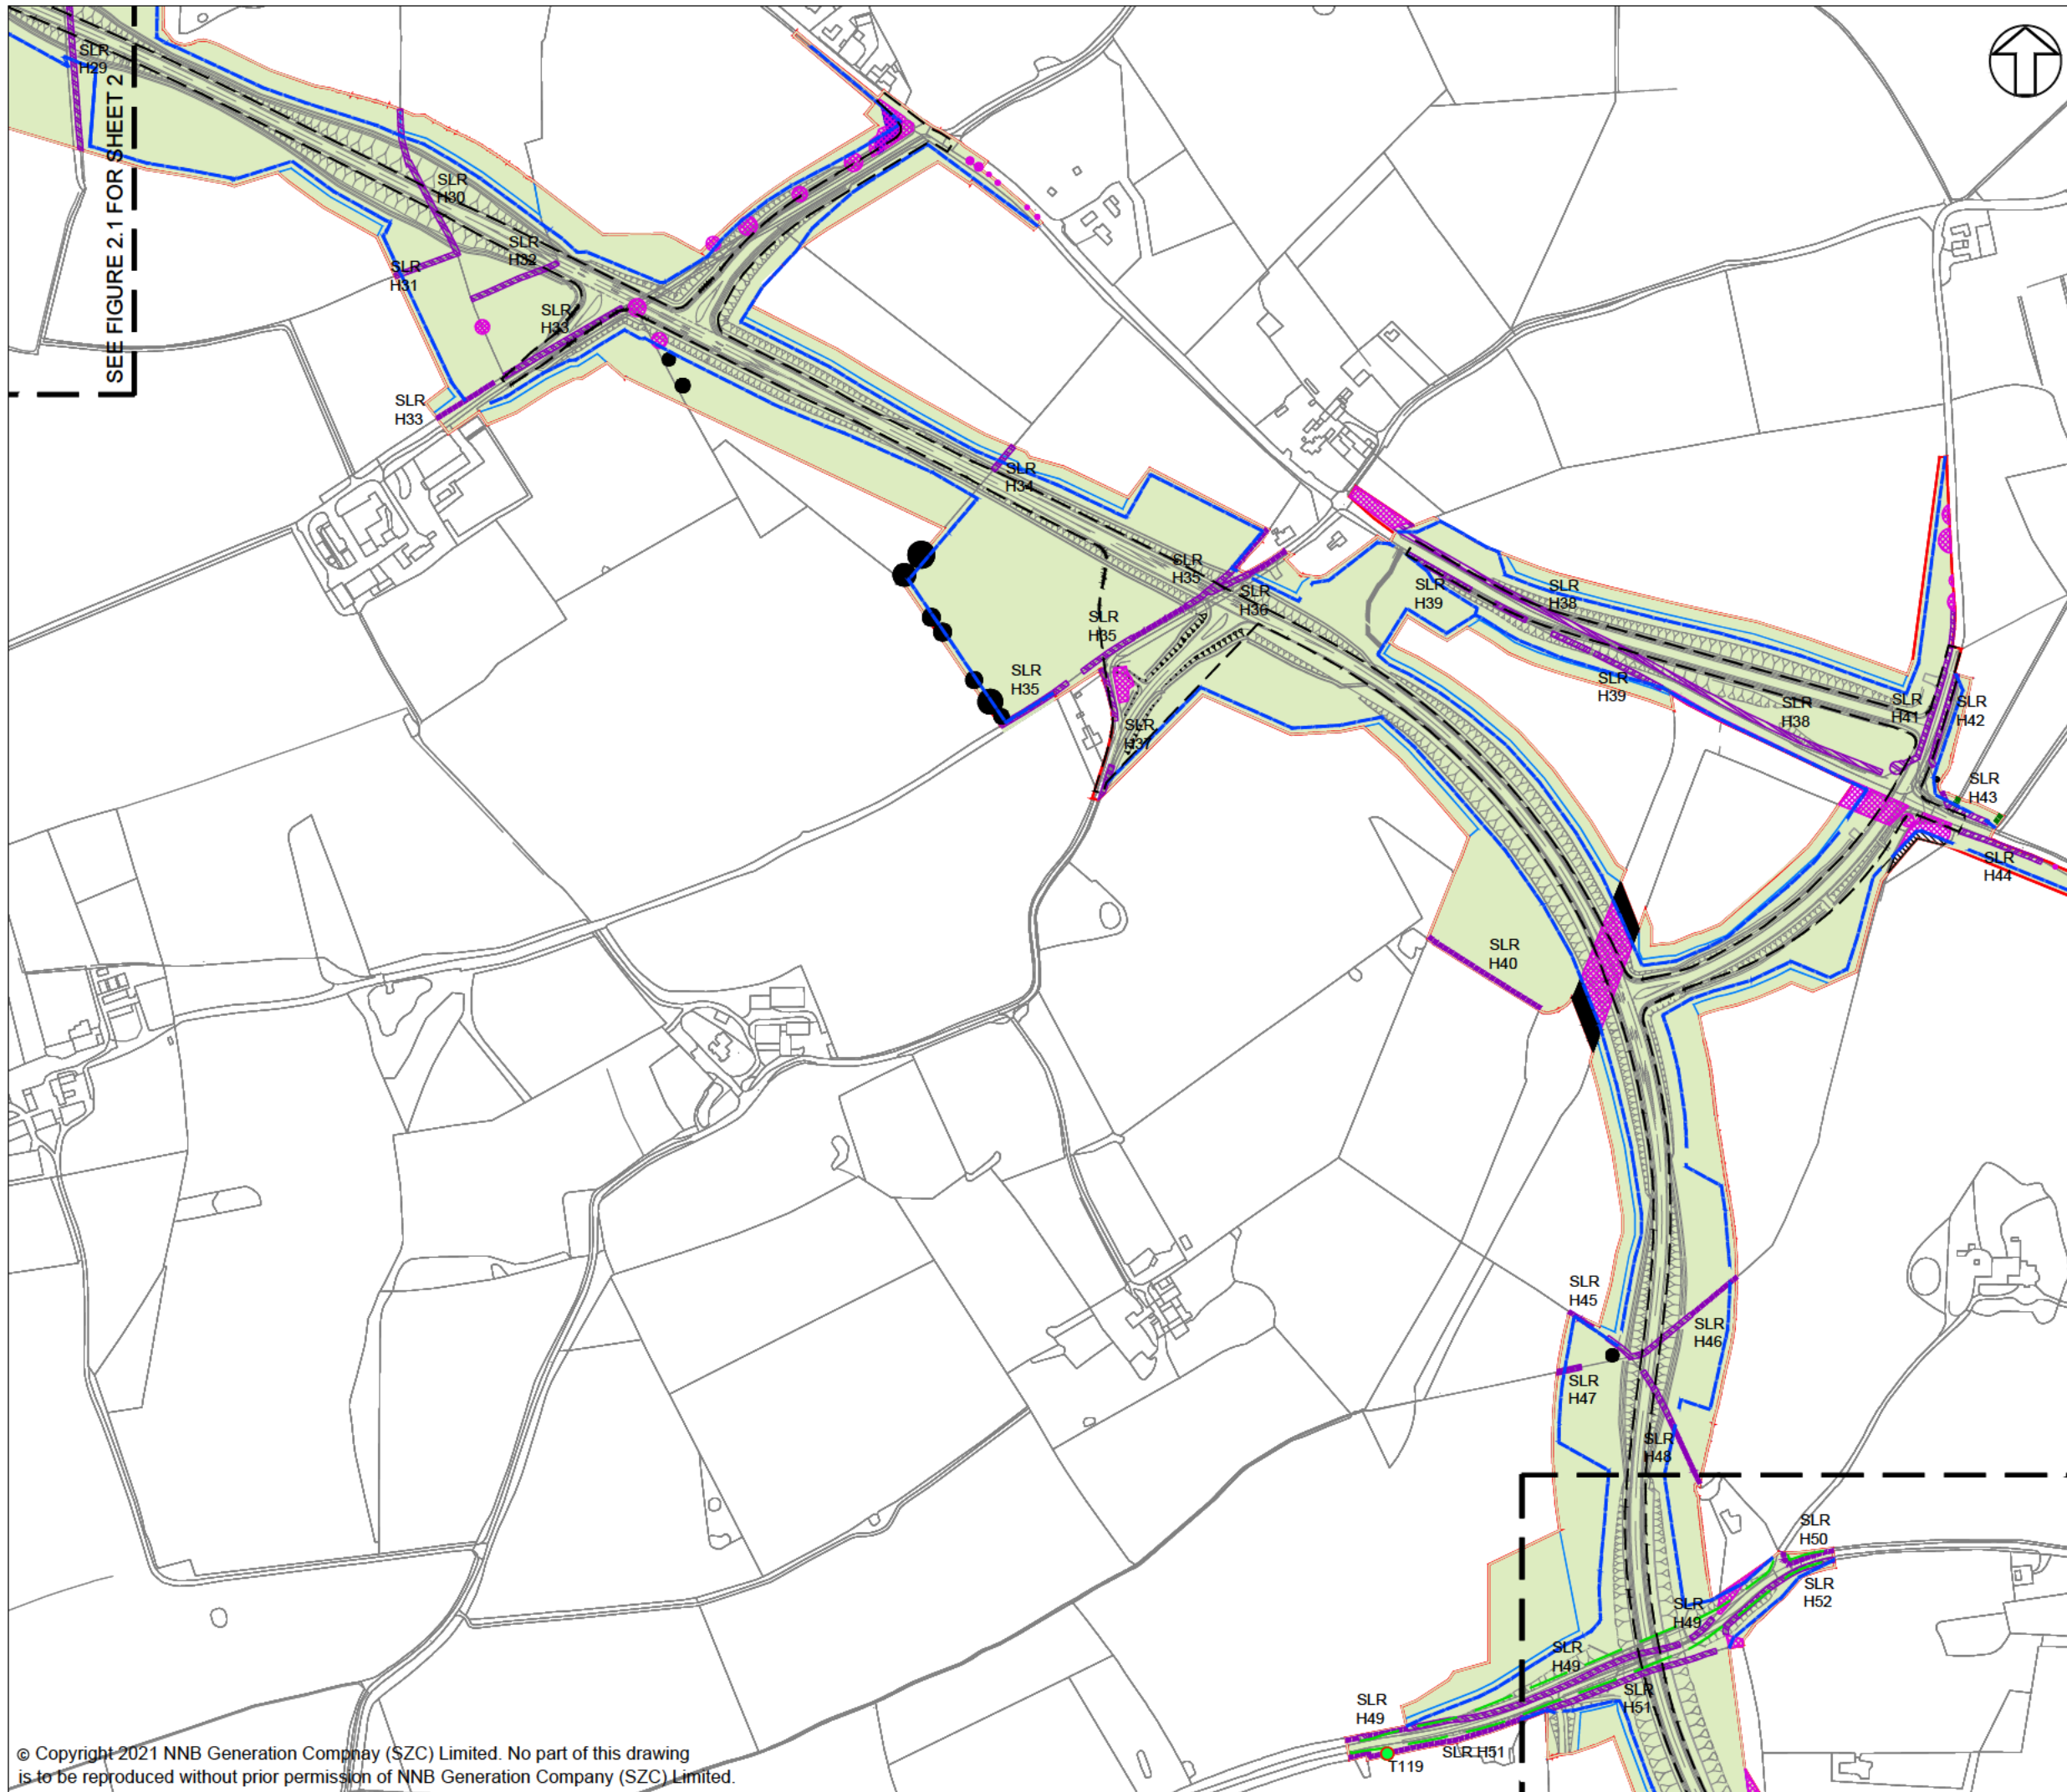 SLR
H29
SEE FIGURE 2.1 FOR SHEET 2
SLR
H30
SLR
H31
SLR
H32
SLR
H33
SLR
H33
SLR
H34
SLR
H35
SLR
H36
SLR
H35
SLR
H35
SLR
H37
SLR
H39
SLR
H38
SLR
H39
SLR
H38
SLR
H41
SLR
H42
SLR
H43
SLR
H44
SLR
H40
SLR
H45
SLR
H46
SLR
H47
SLR
H48
SLR
H50
SLR
H52
SLR
H49
SLR
H49
SLR
H51
SLR
H49
SLR H51
T119
© Copyright 2021 NNB Generation Compnay (SZC) Limited. No part of this drawing
is to be reproduced without prior permission of NNB Generation Company (SZC) Limited.